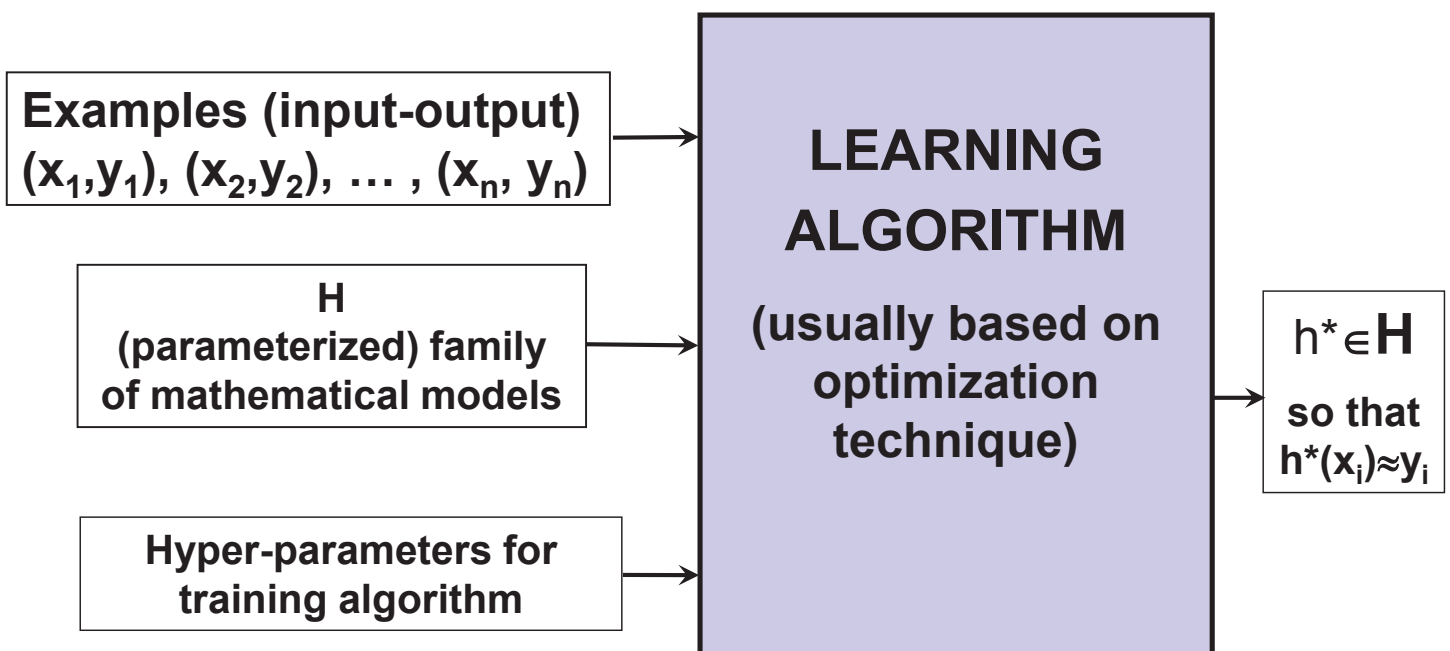 Examples (input-output)
(x₁,y₁), (x₂,y₂), … , (xₙ, yₙ)
H
(parameterized) family
of mathematical models
Hyper-parameters for
training algorithm
LEARNING
ALGORITHM
(usually based on
optimization
technique)
h*∈H
so that
h*(xᵢ)≈yᵢ